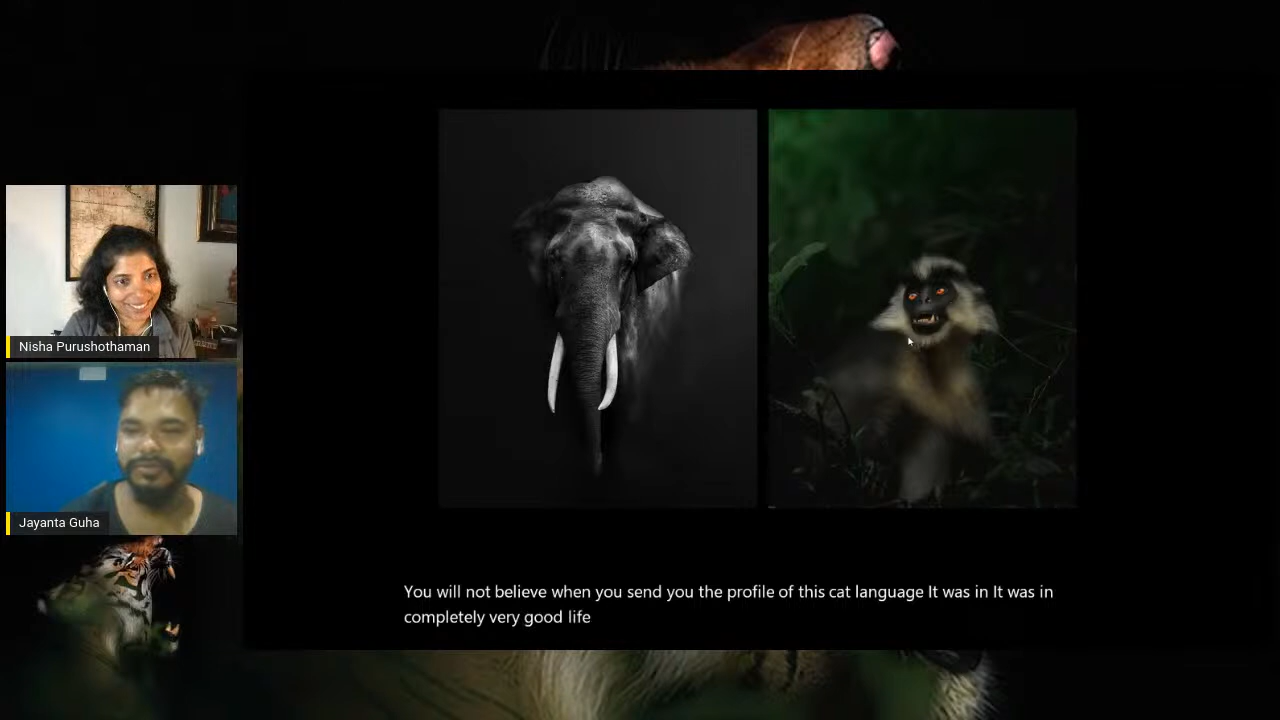 Nisha Purushothaman
Jayanta Guha
You will not believe when you send you the profile of this cat language It was in It was in
completely very good life